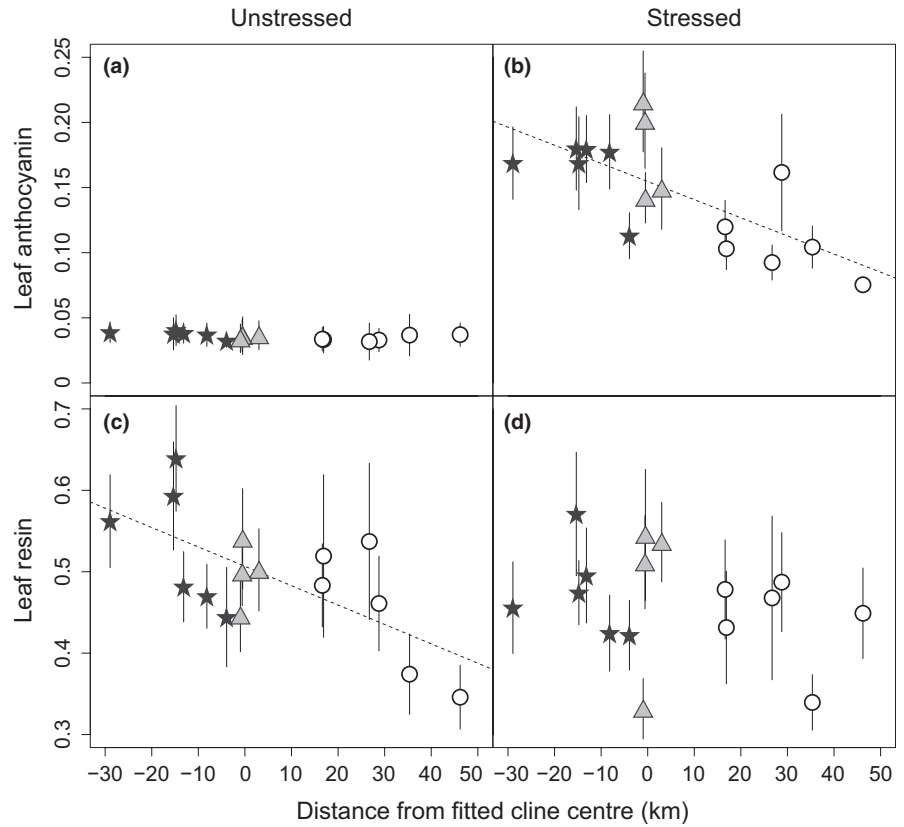 Unstressed
Stressed
(a)
(b)
Leaf anthocyanin
0.25
0.20
0.15
0.10
0.05
0
(c)
(d)
Leaf resin
0.7
0.6
0.5
0.4
0.3
−30 −20 −10 0 10 20 30 40 50
−30 −20 −10 0 10 20 30 40 50
Distance from fitted cline centre (km)